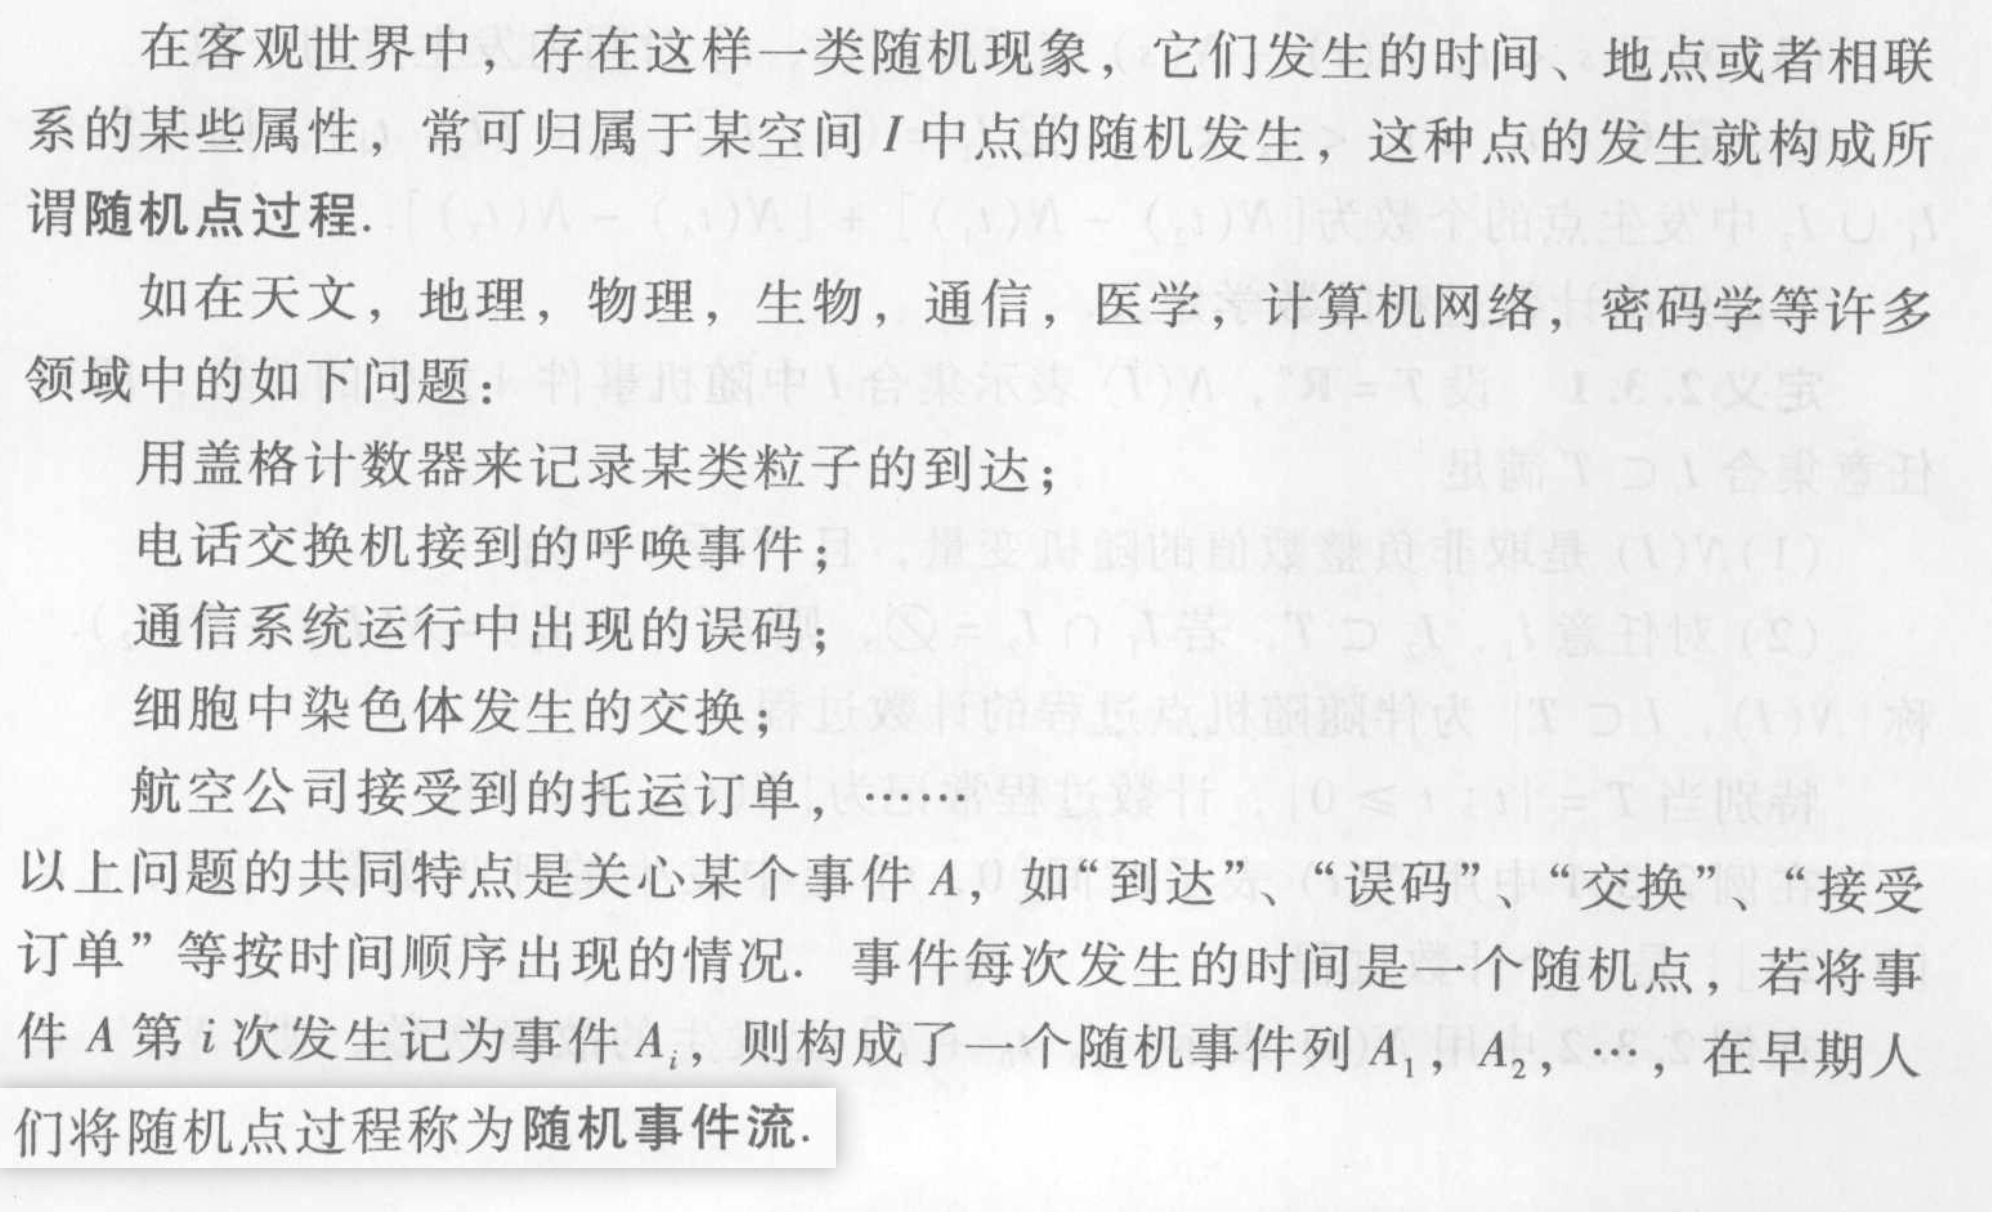 在客观世界中，存在这样一类随机现象，它们发生的时间、地点或者相联
系的某些属性，常可归属于某空间 I 中点的随机发生，这种点的发生就构成所
谓随机点过程.
如在天文，地理，物理，生物，通信，医学，计算机网络，密码学等许多
领域中的如下问题：
用盖格计数器来记录某类粒子的到达；
电话交换机接到的呼唤事件；
通信系统运行中出现的误码；
细胞中染色体发生的交换；
航空公司接受到的托运订单，……
以上问题的共同特点是关心某个事件 A，如“到达”、“误码”、“交换”、“接受
订单”等按时间顺序出现的情况. 事件每次发生的时间是一个随机点，若将事
件 A 第 i 次发生记为事件 Aᵢ，则构成了一个随机事件列 A₁，A₂，…，在早期人
们将随机点过程称为随机事件流.